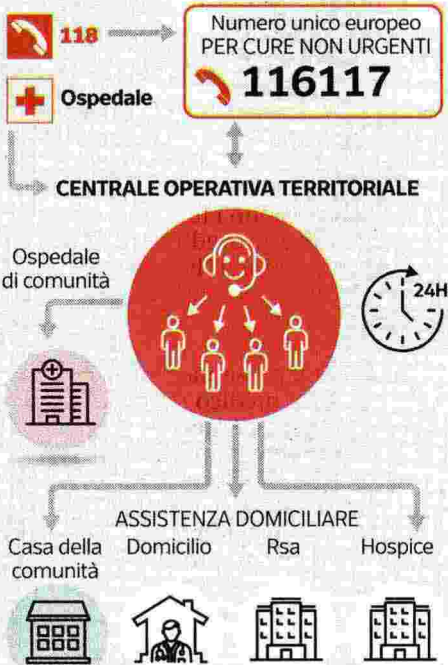 118
Numero unico europeo
PER CURE NON URGENTI
116117
Ospedale
CENTRALE OPERATIVA TERRITORIALE
Ospedale
di comunità
24H
ASSISTENZA DOMICILIARE
Casa della
comunità
Domicilio
Rsa
Hospice